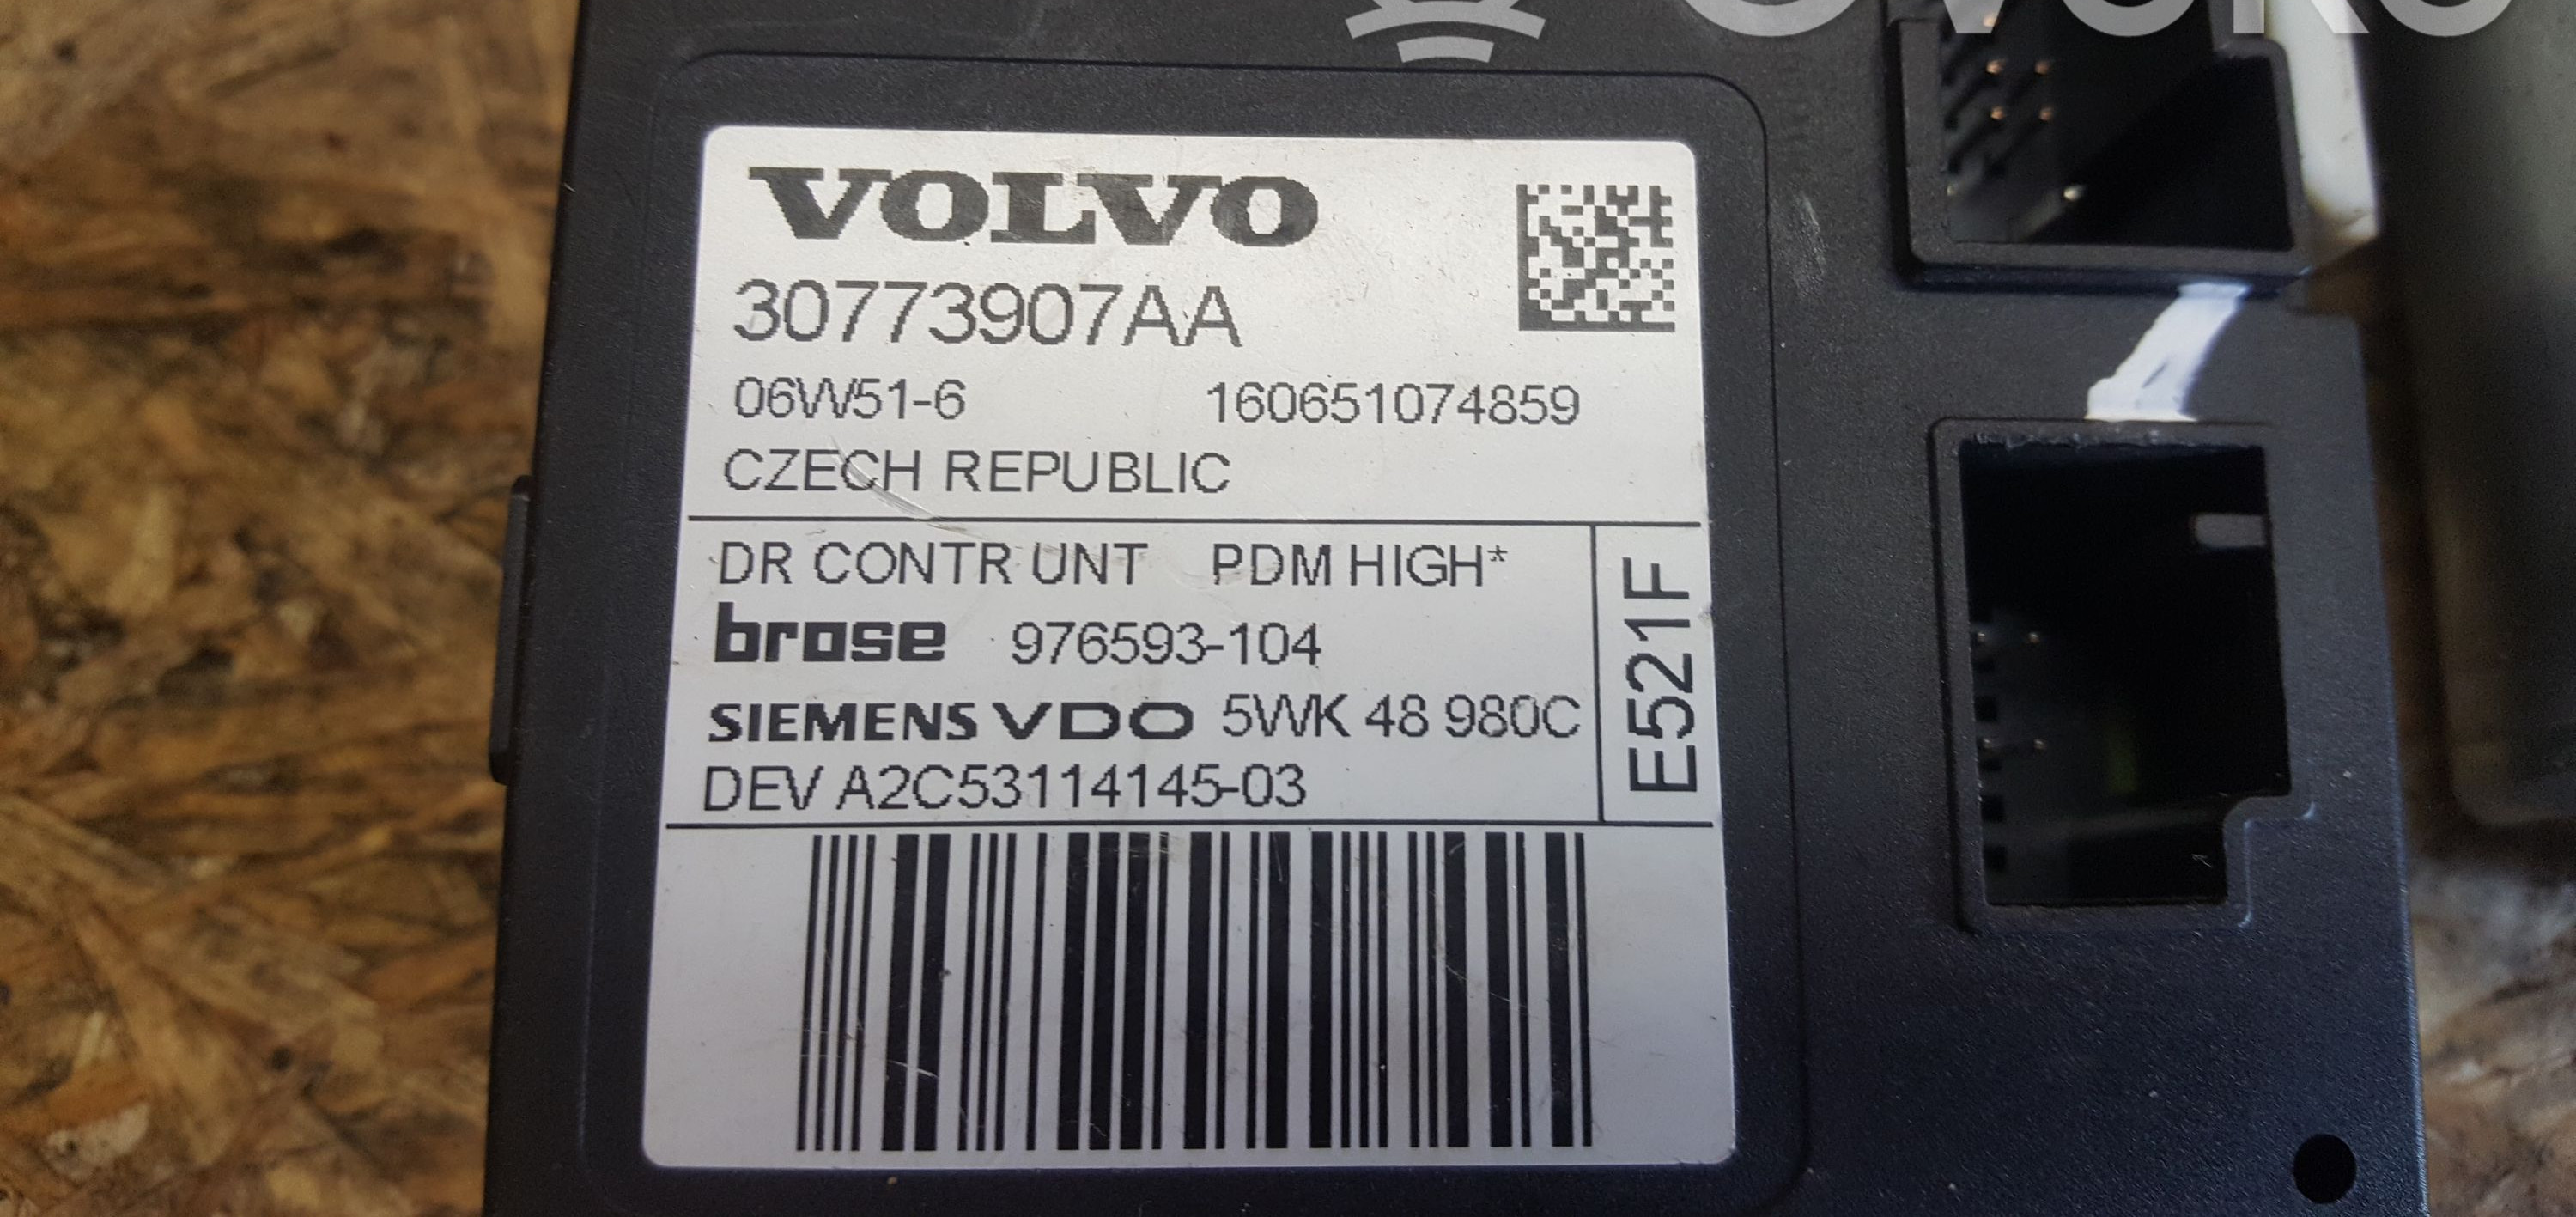 VOLVO
30773907AA
06W51-6 160651074859
CZECH REPUBLIC
DR CONTR UNT PDM HIGH*
brose 976593-104
SIEMENS VDO 5WK 48 980C
DEV A2C53114145-03
E521F